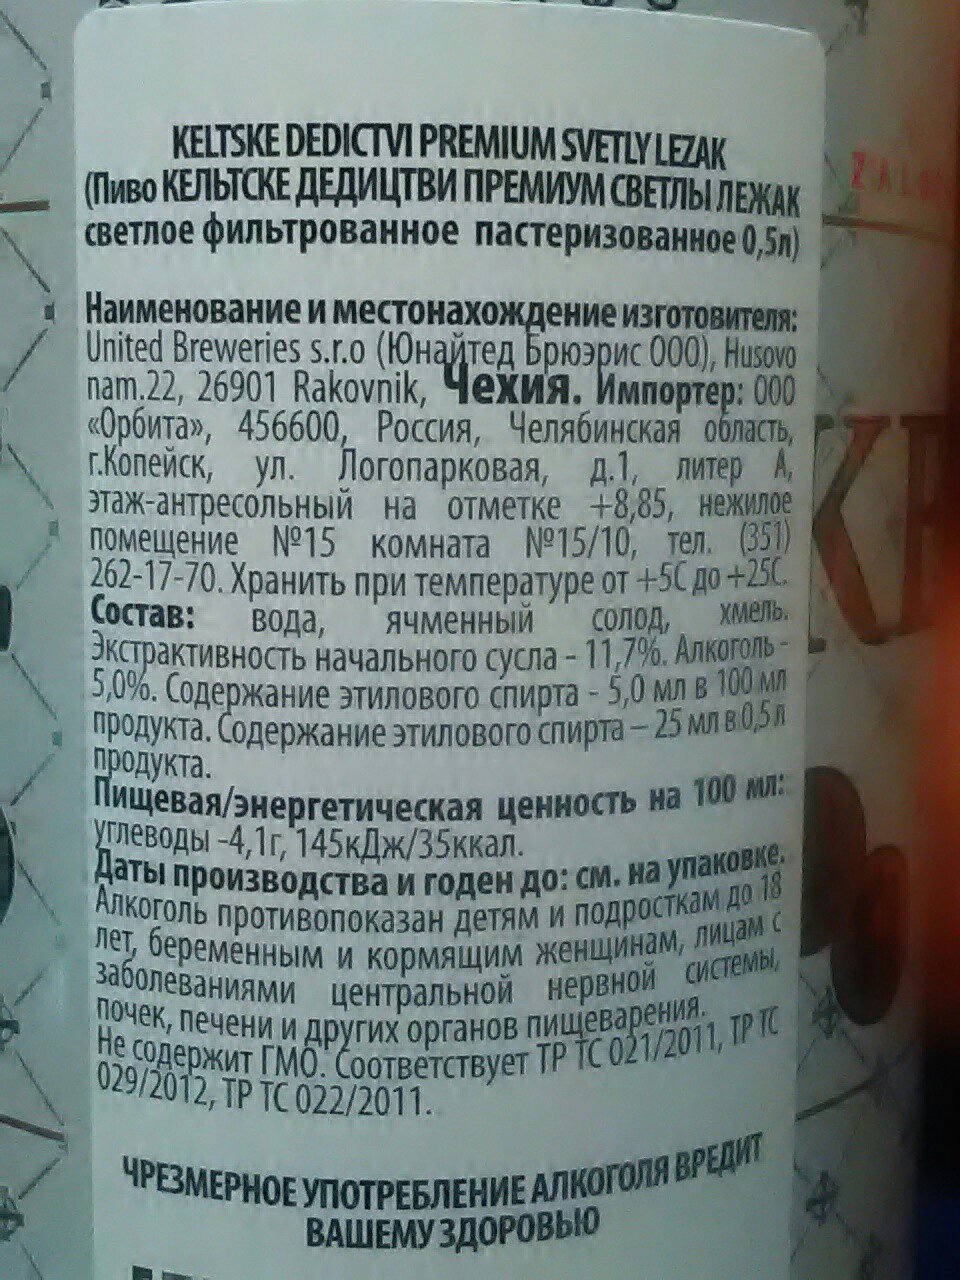 KELTSKE DEDICTVI PREMIUM SVETLY LEZAK
(Пиво КЕЛЬТСКЕ ДЕДИЦТВИ ПРЕМИУМ СВЕТЛЫ ЛЕЖАК
светлое фильтрованное пастеризованное 0,5л)
Наименование и местонахождение изготовителя:
United Breweries s.r.o (Юнайтед Брюэрис ООО), Husovo
nam.22, 26901 Rakovnik, Чехия. Импортер: ООО
«Орбита», 456600, Россия, Челябинская область,
г.Копейск, ул. Логопарковая, д.1, литер А,
этаж-антресольный на отметке +8,85, нежилое
помещение №15 комната №15/10, тел. (351)
262-17-70. Хранить при температуре от +5С до +25С.
Состав: вода, ячменный солод, хмель.
Экстрактивность начального сусла - 11,7%. Алкоголь -
5,0%. Содержание этилового спирта - 5,0 мл в 100 мл
продукта. Содержание этилового спирта – 25 мл в 0,5л
продукта.
Пищевая/энергетическая ценность на 100 мл:
углеводы -4,1г, 145кДж/35ккал.
Даты производства и годен до: см. на упаковке.
Алкоголь противопоказан детям и подросткам до 18
лет, беременным и кормящим женщинам, лицам с
заболеваниями центральной нервной системы,
почек, печени и других органов пищеварения.
Не содержит ГМО. Соответствует ТР ТС 021/2011, ТР ТС
029/2012, ТР ТС 022/2011.
ЧРЕЗМЕРНОЕ УПОТРЕБЛЕНИЕ АЛКОГОЛЯ ВРЕДИТ
ВАШЕМУ ЗДОРОВЬЮ